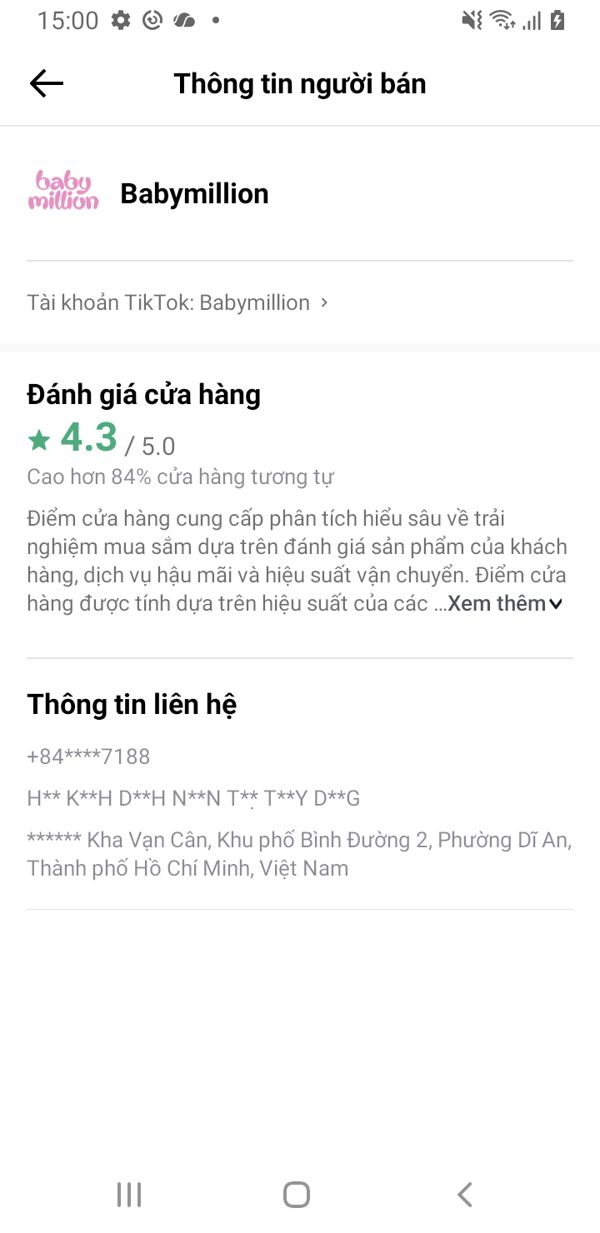 15:00
Thông tin người bán
baby
million
Babymillion
Tài khoản TikTok: Babymillion >
Đánh giá cửa hàng
4.3 / 5.0
Cao hơn 84% cửa hàng tương tự
Điểm cửa hàng cung cấp phân tích hiểu sâu về trải
nghiệm mua sắm dựa trên đánh giá sản phẩm của khách
hàng, dịch vụ hậu mãi và hiệu suất vận chuyển. Điểm cửa
hàng được tính dựa trên hiệu suất của các ...Xem thêm
Thông tin liên hệ
+84****7188
H** K**H D**H N**N T*̣* T**Y D**G
****** Kha Vạn Cân, Khu phố Bình Đường 2, Phường Dĩ An,
Thành phố Hồ Chí Minh, Việt Nam